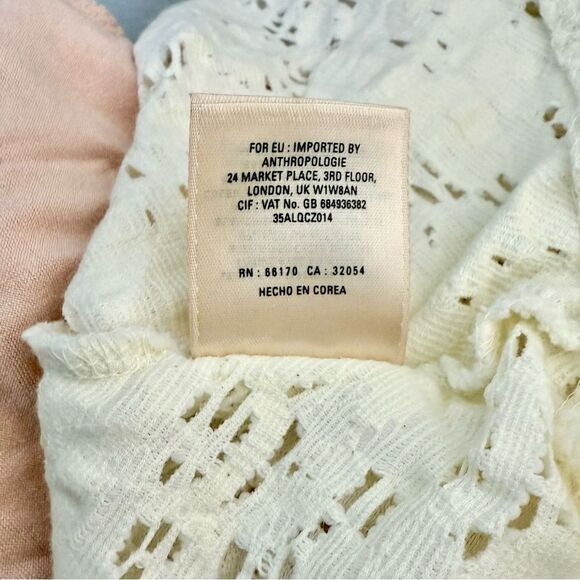 FOR EU : IMPORTED BY
ANTHROPOLOGIE
24 MARKET PLACE, 3RD FLOOR,
LONDON, UK W1W8AN
CIF : VAT No. GB 684936382
35ALQCZ014
RN : 66170 CA : 32054
HECHO EN COREA